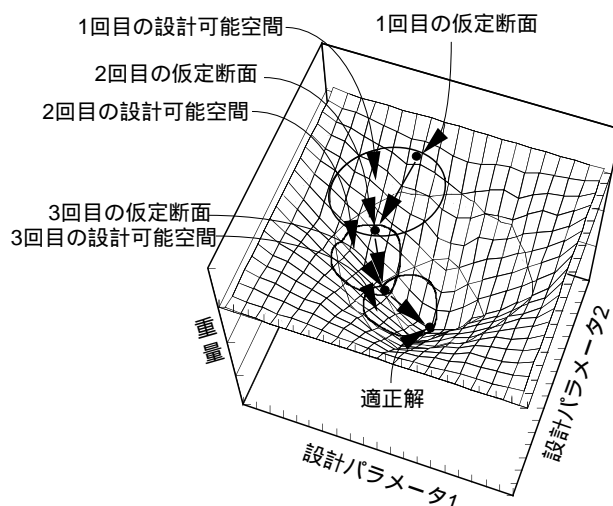 1回目の設計可能空間
1回目の仮定断面
2回目の仮定断面
2回目の設計可能空間
3回目の仮定断面
3回目の設計可能空間
重量
適正解
設計パラメータ1
設計パラメータ2